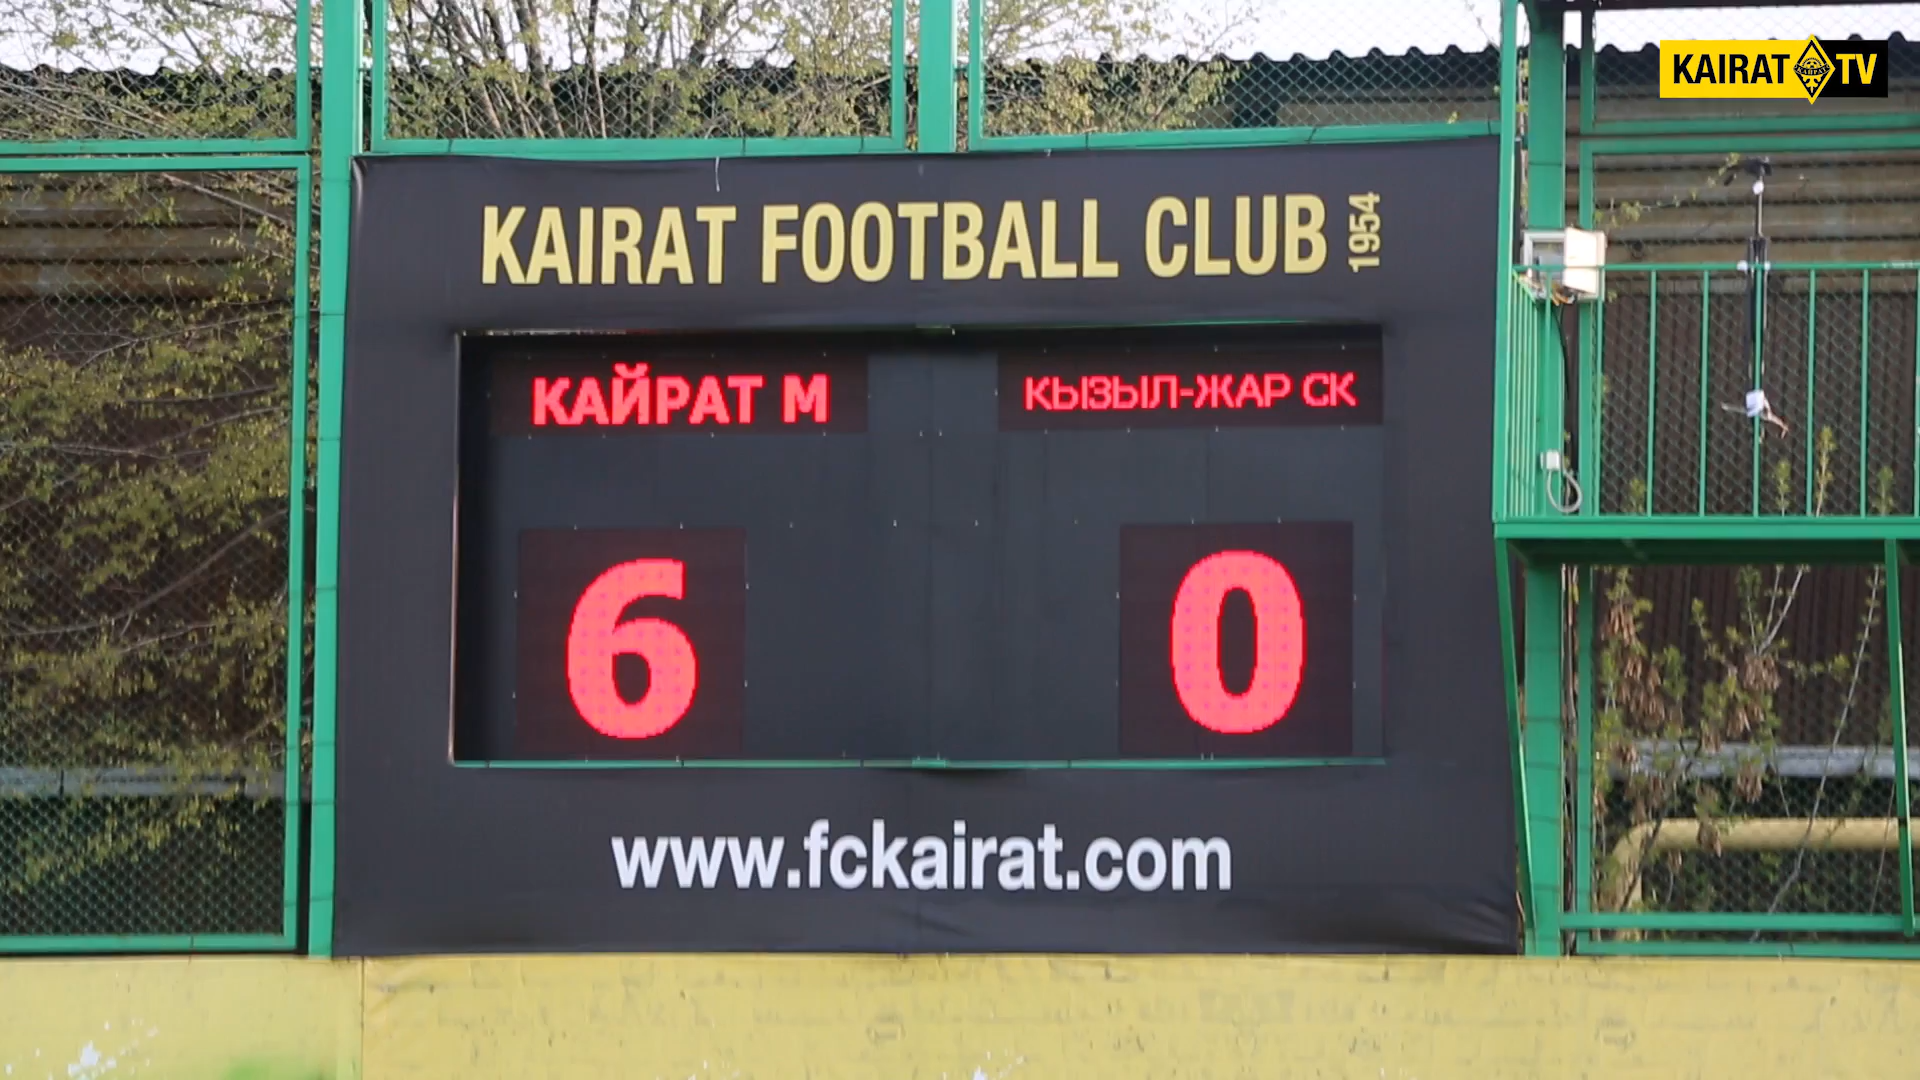 KAIRAT TV
KAIRAT FOOTBALL CLUB 1954
КАЙРАТ М
КЫЗЫЛ-ЖАР СК
6
0
www.fckairat.com